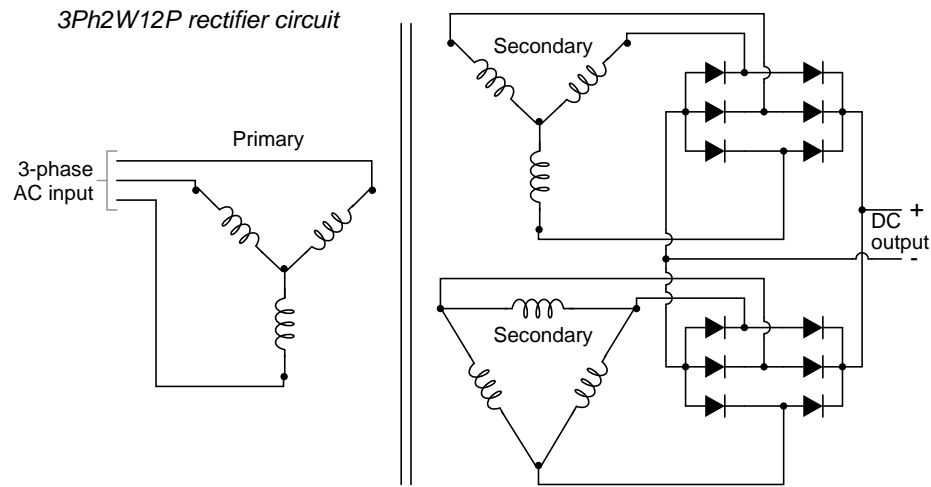 3Ph2W12P rectifier circuit
Secondary
Primary
3-phase
AC input
DC +
output
-
Secondary